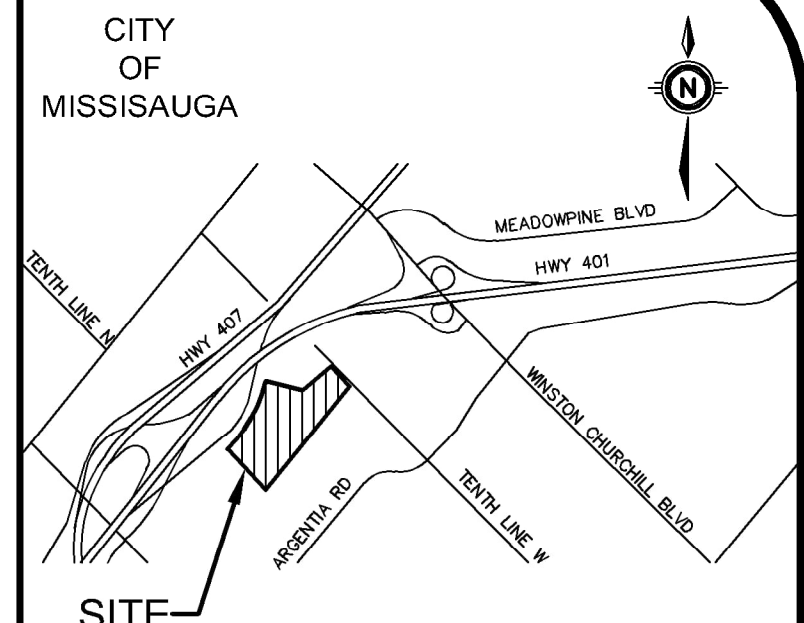 CITY
OF
MISSISAUGA
N
MEADOWPINE BLVD
HWY 401
TENTH LINE N
HWY 407
WINSTON CHURCHILL BLVD
TENTH LINE W
ARGENTIA RD
SITE